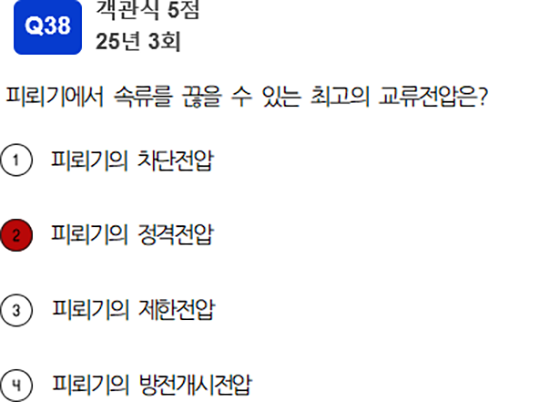 Q38
객관식 5점
25년 3회
피뢰기에서 속류를 끊을 수 있는 최고의 교류전압은?
1 피뢰기의 차단전압
2 피뢰기의 정격전압
3 피뢰기의 제한전압
4 피뢰기의 방전개시전압